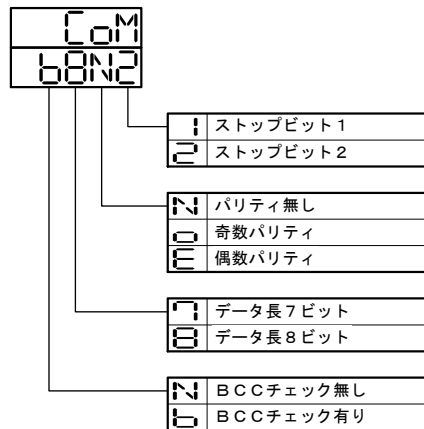 CoM
b8N2
1 ストップビット1
2 ストップビット2
N パリティ無し
o 奇数パリティ
E 偶数パリティ
7 データ長7ビット
8 データ長8ビット
N BCCチェック無し
b BCCチェック有り